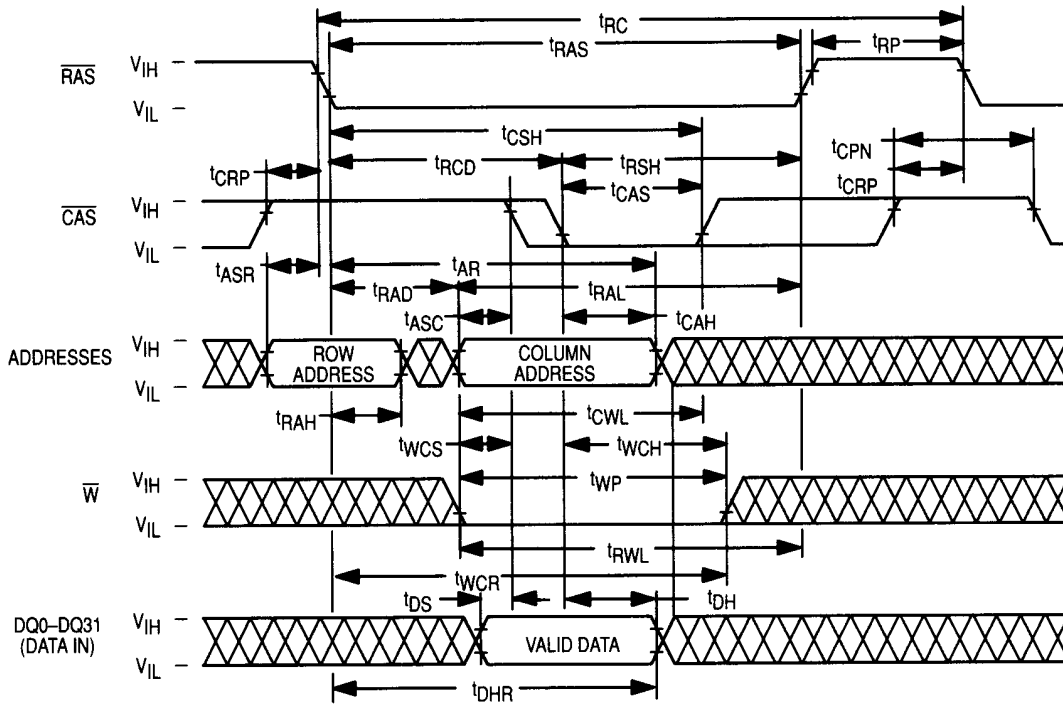 tRC
tRAS
tRP
RAS
VIH
VIL
tCSH
tRCD
tRSH
tCPN
tCRP
tCAS
tCRP
CAS
VIH
VIL
tASR
tAR
tRAD
tRAL
tASC
tCAH
ADDRESSES
VIH
VIL
ROW
ADDRESS
COLUMN
ADDRESS
tRAH
tCWL
tWCS
tWCH
W
VIH
VIL
tWP
tRWL
tWCR
tDS
tDH
DQ0–DQ31
(DATA IN)
VIH
VIL
VALID DATA
tDHR